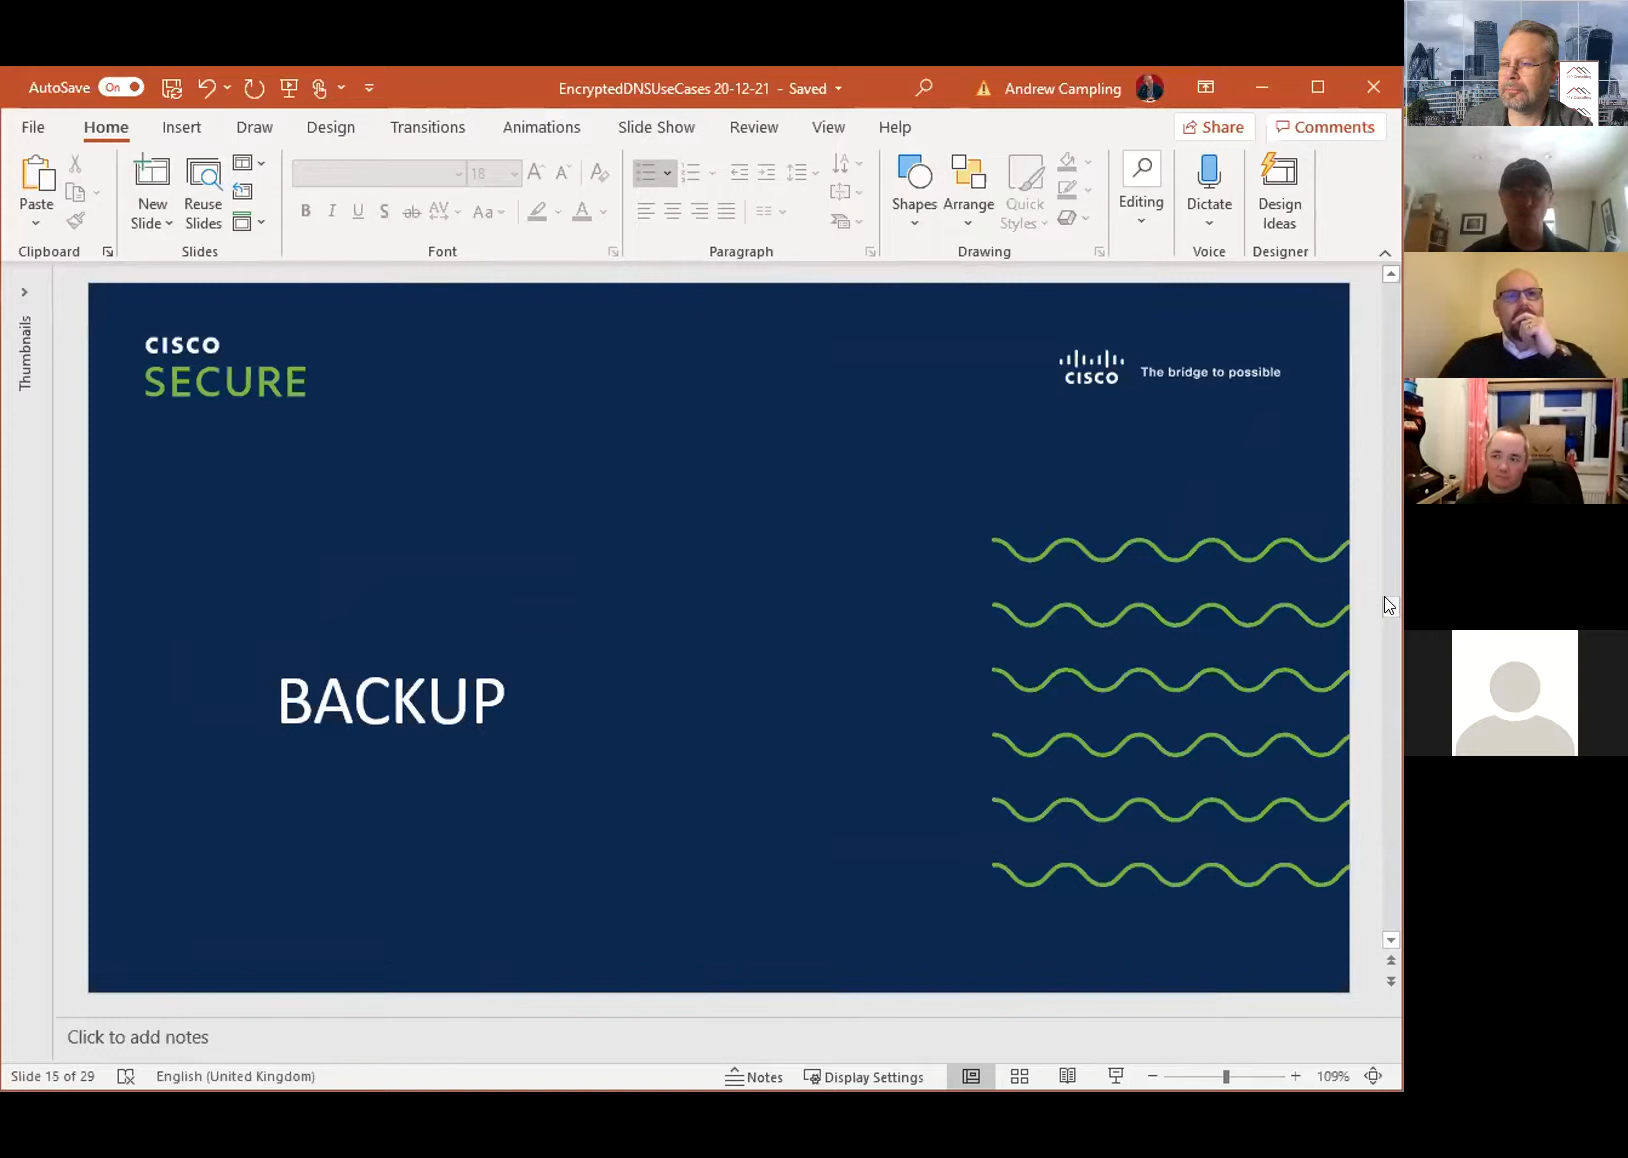 AutoSave On
EncryptedDNSUseCases 20-12-21 - Saved
Andrew Campling
File Home Insert Draw Design Transitions Animations Slide Show Review View Help
Share Comments
Paste
New Slide
Reuse Slides
18
B I U S ab AV Aa A
Shapes
Arrange
Quick Styles
Editing
Dictate
Design Ideas
Clipboard Slides Font Paragraph Drawing Voice Designer
Thumbnails
CISCO
SECURE
CISCO
The bridge to possible
BACKUP
Click to add notes
Slide 15 of 29
English (United Kingdom)
Notes Display Settings
109%